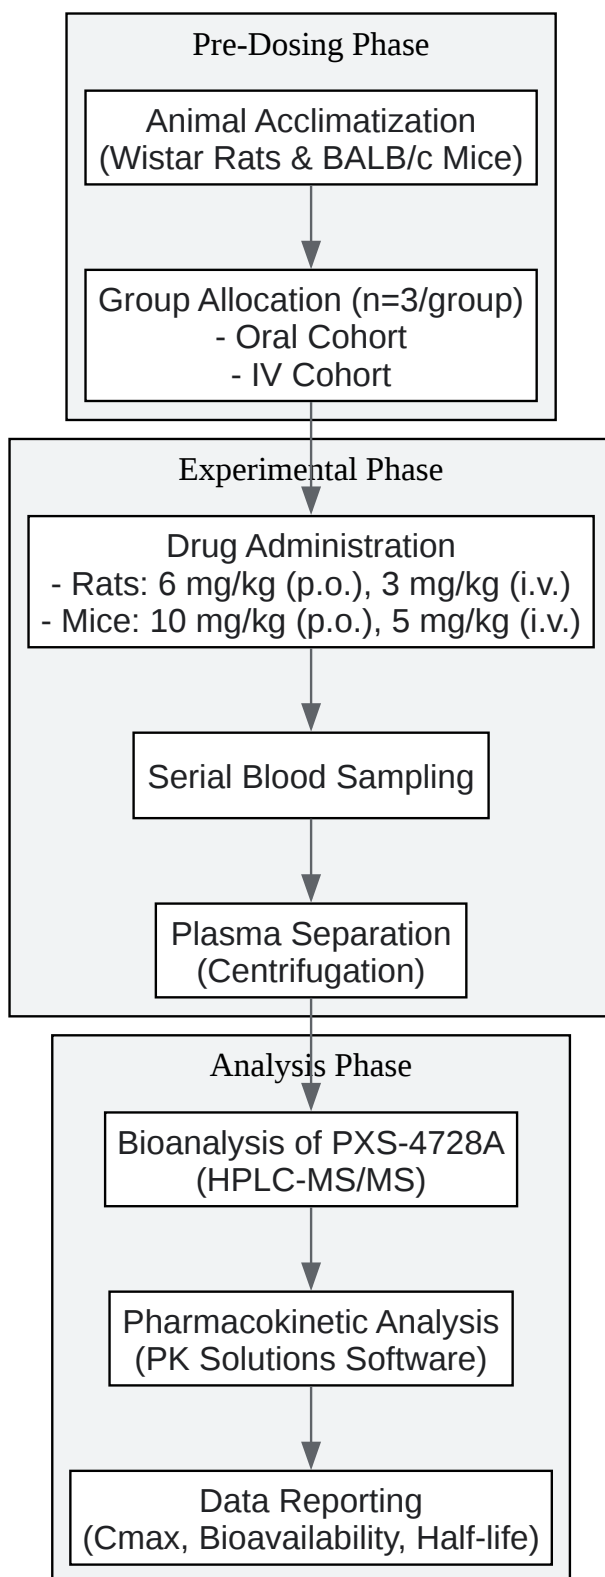 Pre-Dosing Phase
Animal Acclimatization
(Wistar Rats & BALB/c Mice)
Group Allocation (n=3/group)
- Oral Cohort
- IV Cohort
Experimental Phase
Drug Administration
- Rats: 6 mg/kg (p.o.), 3 mg/kg (i.v.)
- Mice: 10 mg/kg (p.o.), 5 mg/kg (i.v.)
Serial Blood Sampling
Plasma Separation
(Centrifugation)
Analysis Phase
Bioanalysis of PXS-4728A
(HPLC-MS/MS)
Pharmacokinetic Analysis
(PK Solutions Software)
Data Reporting
(Cmax, Bioavailability, Half-life)